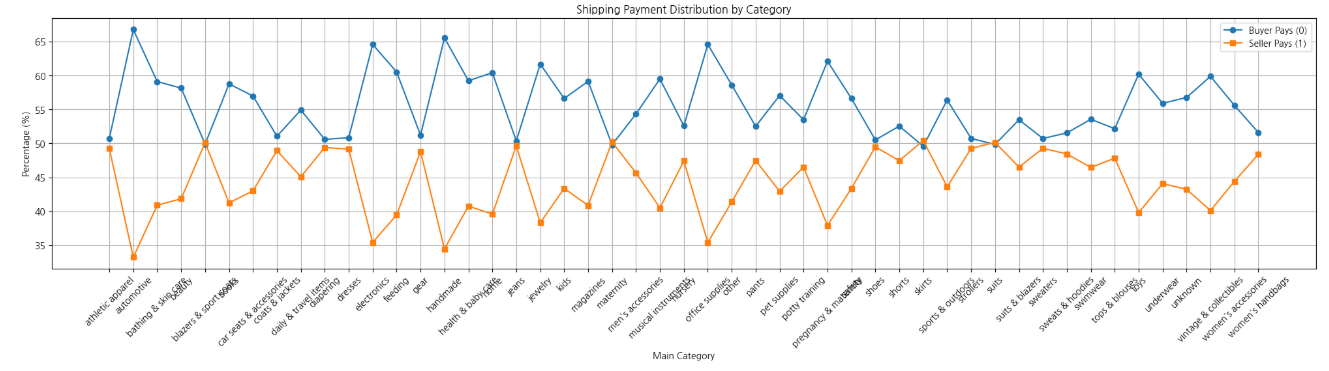 Shipping Payment Distribution by Category
Buyer Pays (0)
Seller Pays (1)
Percentage (%)
65
60
55
50
45
40
35
athletic apparel
automotive
bathing & skin care
beauty
blazers & sport coats
books
car seats & accessories
coats & jackets
daily & travel items
diapering
dresses
electronics
feeding
gear
handmade
health & baby care
home
jeans
jewelry
kids
magazines
maternity
men's accessories
musical instruments
nursery
office supplies
other
pants
pet supplies
potty training
pregnancy & maternity
safety
shoes
shorts
skirts
sports & outdoors
strollers
suits
suits & blazers
sweaters
sweats & hoodies
swimwear
tops & blouses
toys
underwear
unknown
vintage & collectibles
women's accessories
women's handbags
Main Category